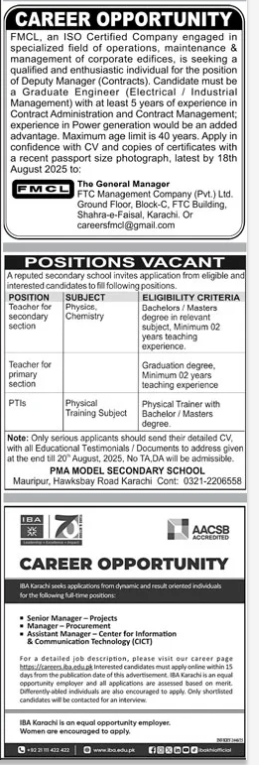 CAREER OPPORTUNITY
FMCL, an ISO Certified Company engaged in
specialized field of operations, maintenance &
management of corporate edifices, is seeking a
qualified and enthusiastic individual for the position
of Deputy Manager (Contracts). Candidate must be
a Graduate Engineer (Electrical / Industrial
Management) with at least 5 years of experience in
Contract Administration and Contract Management;
experience in Power generation would be an added
advantage. Maximum age limit is 40 years. Apply in
confidence with CV and copies of certificates with
a recent passport size photograph, latest by 18th
August 2025 to:
FMCL
The General Manager
FTC Management Company (Pvt.) Ltd.
Ground Floor, Block-C, FTC Building,
Shahra-e-Faisal, Karachi. Or
careersfmcl@gmail.com
POSITIONS VACANT
A reputed secondary school invites application from eligible and
interested candidates to fill following positions.
POSITION SUBJECT ELIGIBILITY CRITERIA
Teacher for secondary section Physics, Chemistry Bachelors / Masters degree in relevant subject, Minimum 02 years teaching experience.
Teacher for primary section Graduation degree, Minimum 02 years teaching experience
PTIs Physical Training Subject Physical Trainer with Bachelor / Masters degree.
Note: Only serious applicants should send their detailed CV,
with all Educational Testimonials / Documents to address given
at the end till 20th August, 2025, No TA,DA will be admissible.
PMA MODEL SECONDARY SCHOOL
Mauripur, Hawksbay Road Karachi Cont: 0321-2206558
IBA
AACSB
ACCREDITED
CAREER OPPORTUNITY
IBA Karachi seeks applications from dynamic and result oriented individuals
for the following full-time positions:
Senior Manager – Projects
Manager – Procurement
Assistant Manager – Center for Information
& Communication Technology (CICT)
For a detailed job description, please visit our career page
https://careers.iba.edu.pk Interested candidates must apply online within 15
days from the publication date of this advertisement. IBA Karachi is an equal
opportunity employer and all applications are assessed based on merit.
Differently-abled individuals are also encouraged to apply. Only shortlisted
candidates will be contacted for an interview.
IBA Karachi is an equal opportunity employer.
Women are encouraged to apply.
www.iba.edu.pk